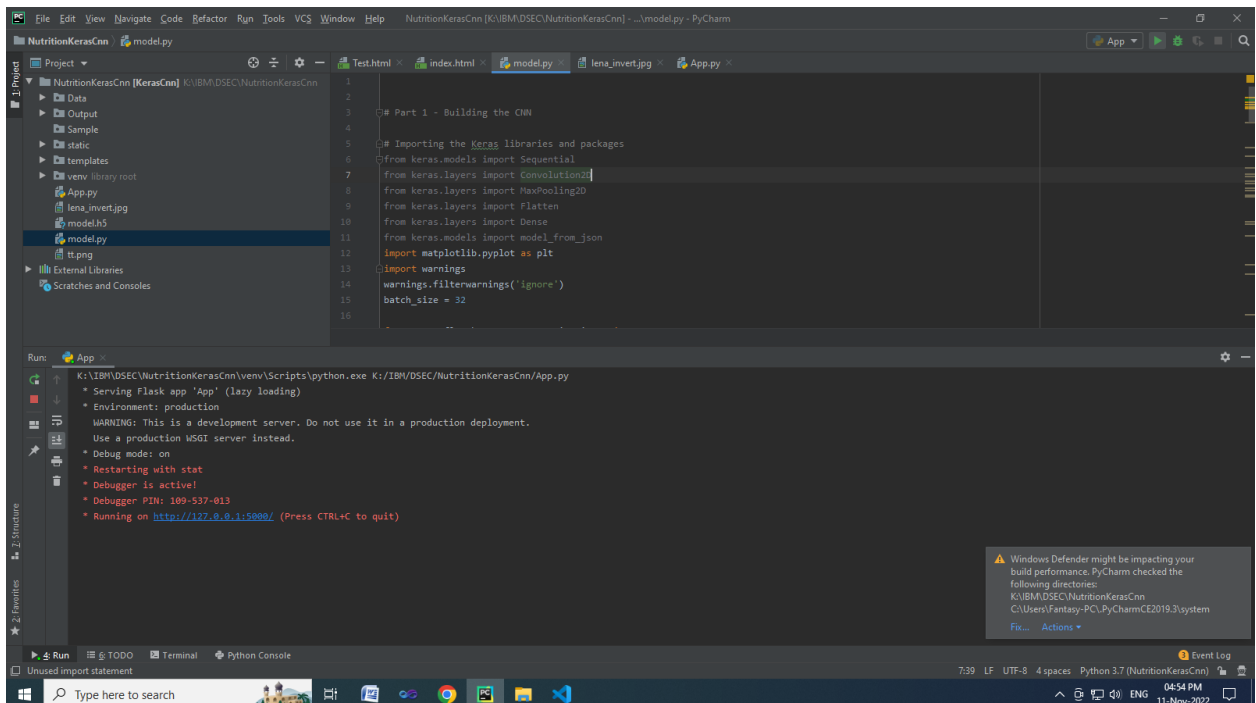 PC File Edit View Navigate Code Refactor Run Tools VCS Window Help NutritionKerasCnn [K:\IBM\DSEC\NutritionKerasCnn] - ...\model.py - PyCharm
NutritionKerasCnn model.py App
1: Project
Project
NutritionKerasCnn [KerasCnn] K:\IBM\DSEC\NutritionKerasCnn
Data
Output
Sample
static
templates
venv library root
App.py
lena_invert.jpg
model.h5
model.py
tt.png
External Libraries
Scratches and Consoles
Test.html index.html model.py lena_invert.jpg App.py
1
2
3 # Part 1 - Building the CNN
4
5 # Importing the Keras libraries and packages
6 from keras.models import Sequential
7 from keras.layers import Convolution2D
8 from keras.layers import MaxPooling2D
9 from keras.layers import Flatten
10 from keras.layers import Dense
11 from keras.models import model_from_json
12 import matplotlib.pyplot as plt
13 import warnings
14 warnings.filterwarnings('ignore')
15 batch_size = 32
16
Run: App
K:\IBM\DSEC\NutritionKerasCnn\venv\Scripts\python.exe K:/IBM/DSEC/NutritionKerasCnn/App.py
* Serving Flask app 'App' (lazy loading)
* Environment: production
WARNING: This is a development server. Do not use it in a production deployment.
Use a production WSGI server instead.
* Debug mode: on
* Restarting with stat
* Debugger is active!
* Debugger PIN: 109-537-013
* Running on http://127.0.0.1:5000/ (Press CTRL+C to quit)
Z: Structure
2: Favorites
Windows Defender might be impacting your
build performance. PyCharm checked the
following directories:
K:\IBM\DSEC\NutritionKerasCnn
C:\Users\Fantasy-PC\.PyCharmCE2019.3\system
Fix... Actions
4: Run 6: TODO Terminal Python Console 3 Event Log
Unused import statement 7:39 LF UTF-8 4 spaces Python 3.7 (NutritionKerasCnn)
Type here to search PC ENG 04:54 PM
11-Nov-2022